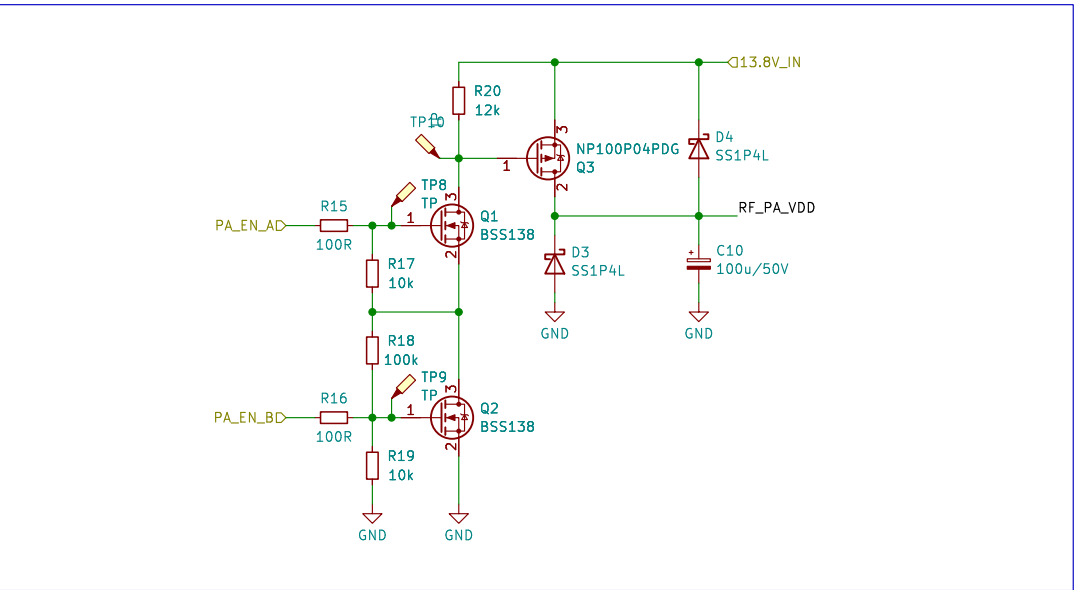 13.8V_IN
R20
12k
TP10
TP
NP100P04PDG
Q3
3
1
2
D4
SS1P4L
RF_PA_VDD
TP8
TP
3
PA_EN_A
R15
100R
1
Q1
BSS138
2
D3
SS1P4L
C10
100u/50V
+
R17
10k
GND
GND
R18
100k
TP9
TP
3
PA_EN_B
R16
100R
1
Q2
BSS138
2
R19
10k
GND
GND